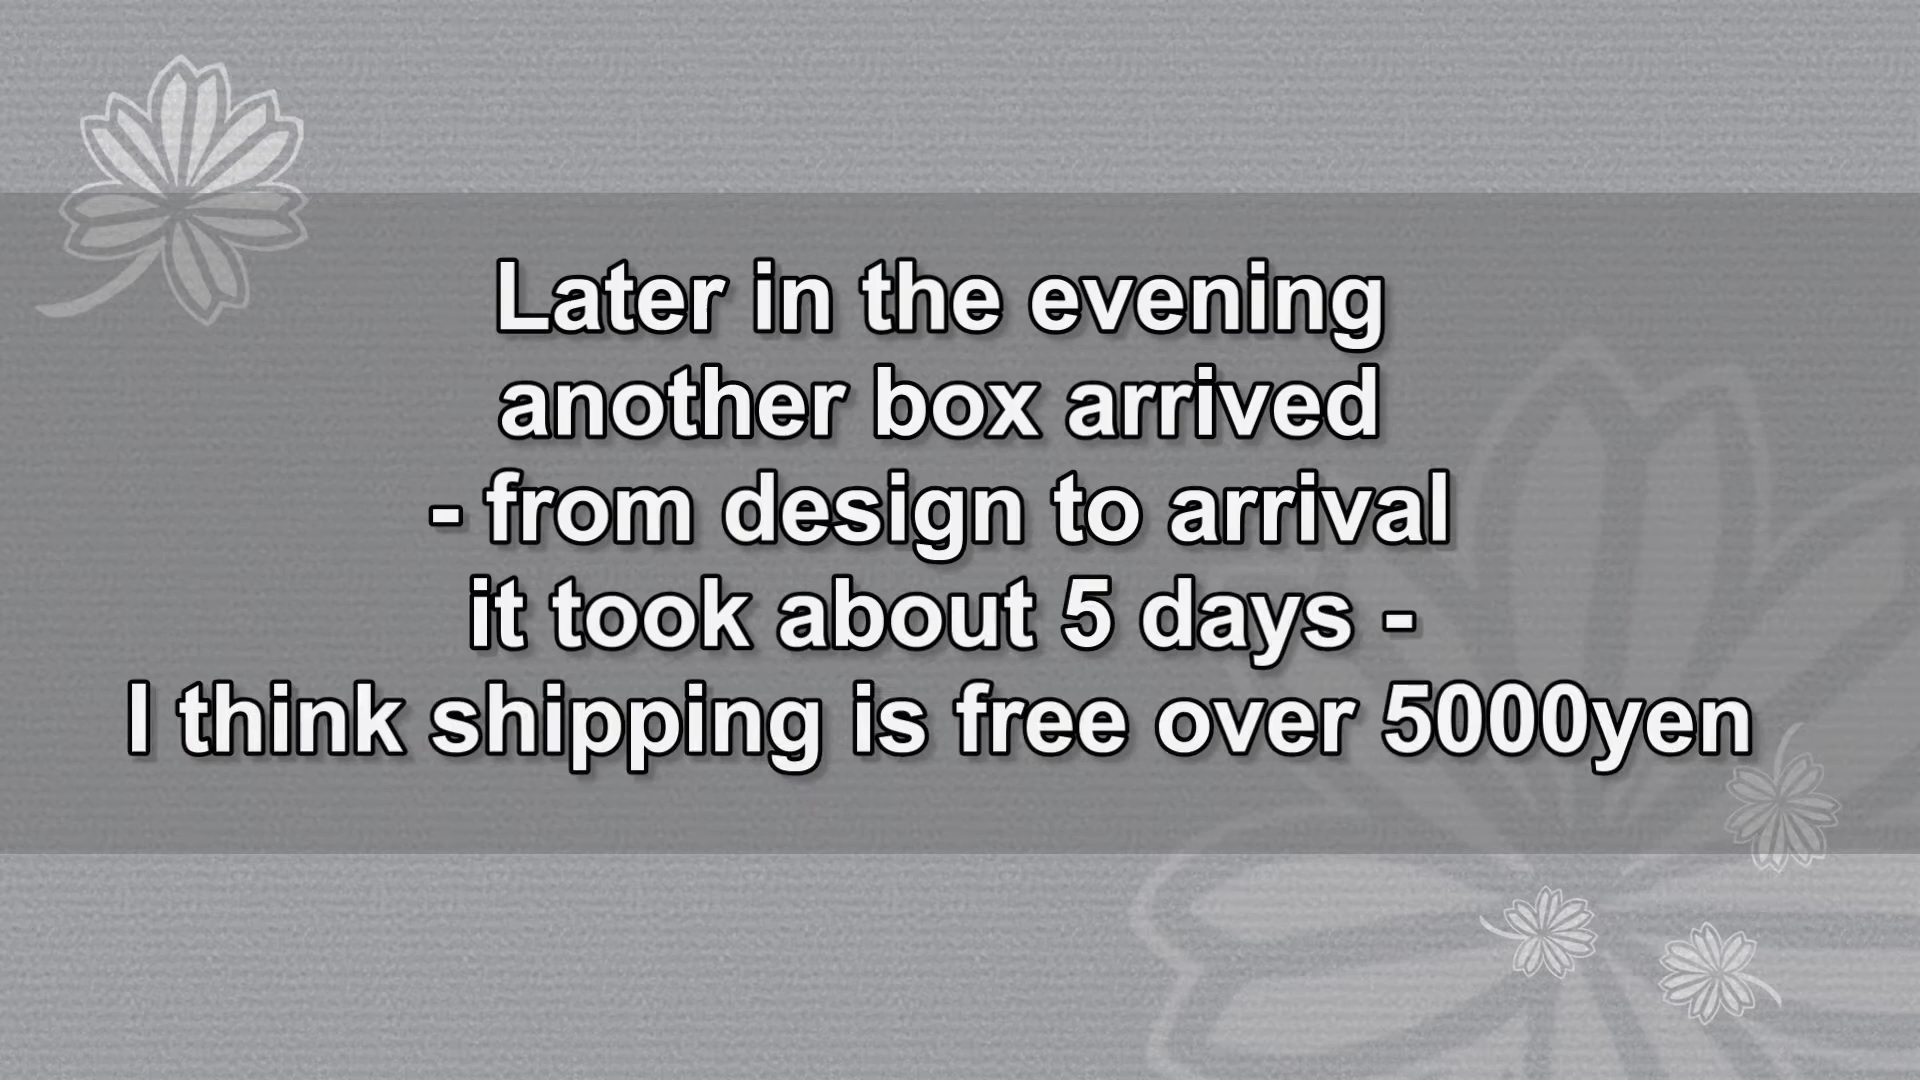 Later in the evening
another box arrived
- from design to arrival
it took about 5 days -
I think shipping is free over 5000yen